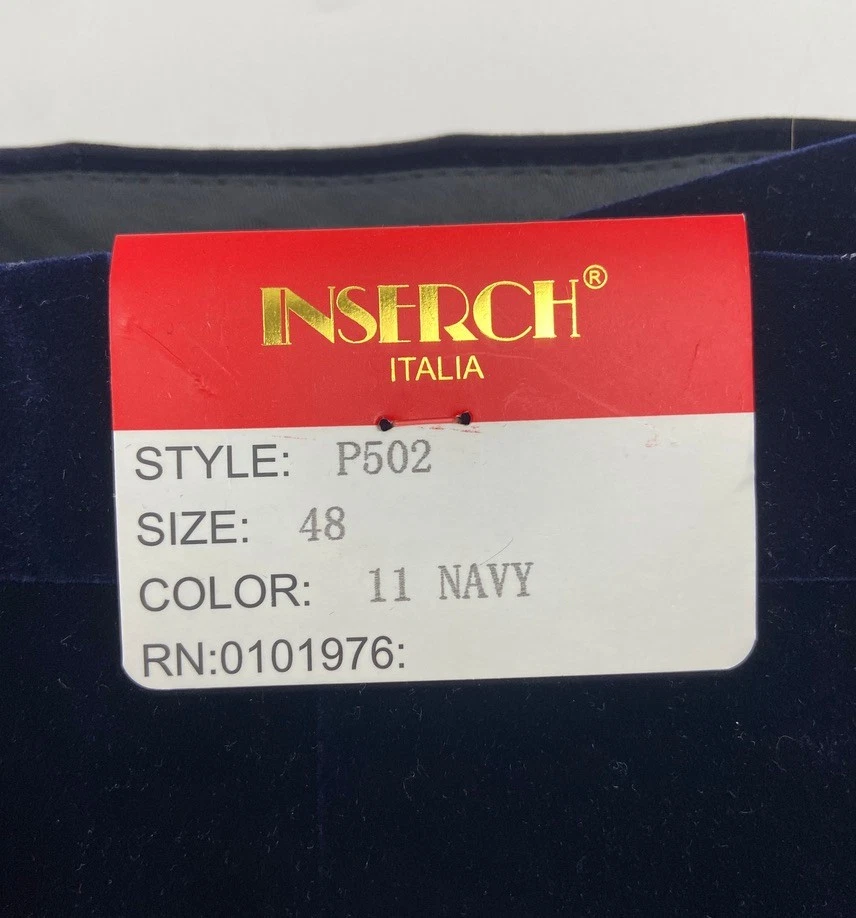 INSERCH®
ITALIA
STYLE: P502
SIZE: 48
COLOR: 11 NAVY
RN:0101976: